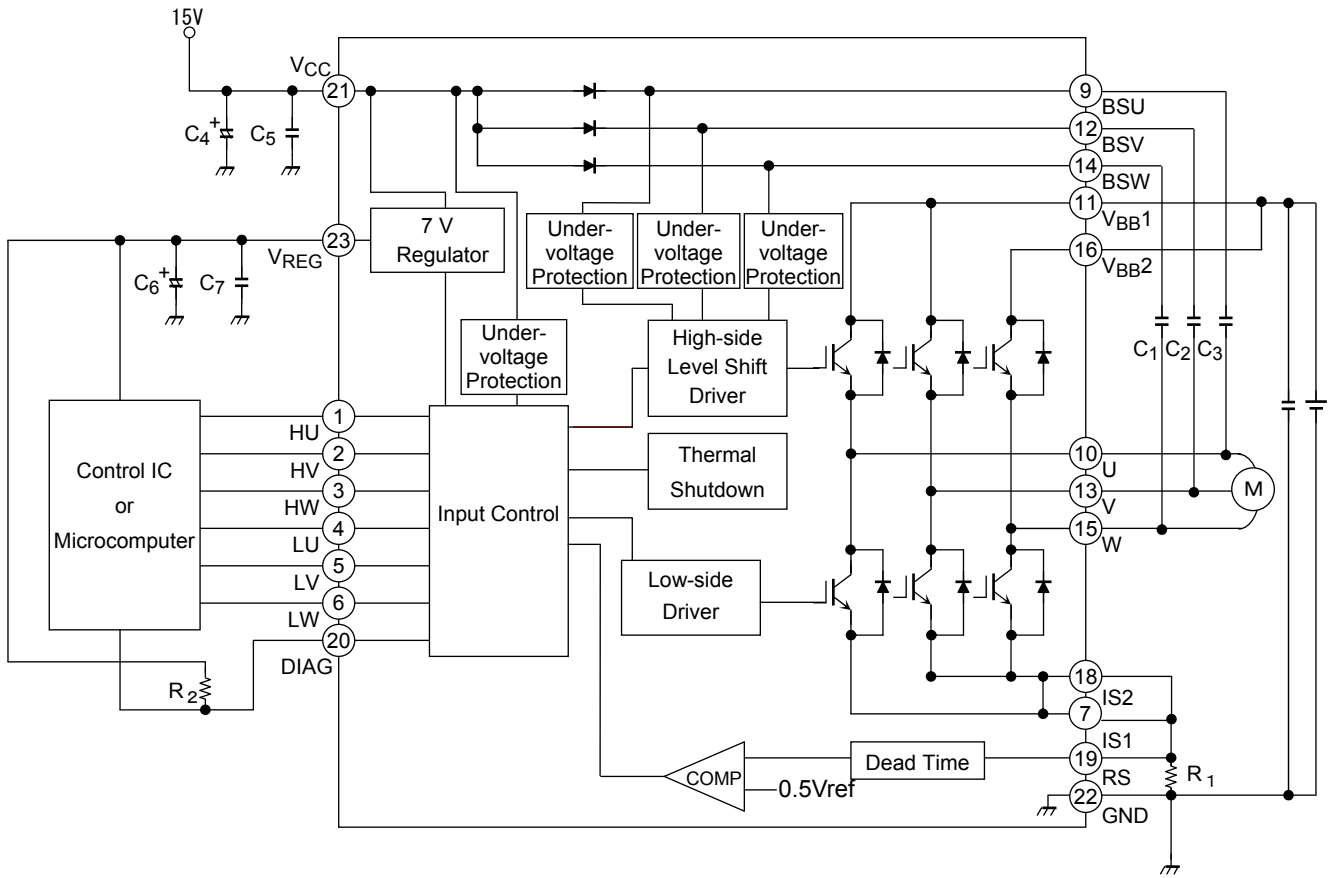 15V
VCC
21
C4
+
C5
9
BSU
12
BSV
14
BSW
11
VBB1
16
VBB2
7 V
Regulator
23
VREG
C6
+
C7
Under-
voltage
Protection
Under-
voltage
Protection
Under-
voltage
Protection
Under-
voltage
Protection
High-side
Level Shift
Driver
C1
C2
C3
Control IC
or
Microcomputer
1
HU
2
HV
3
HW
4
LU
5
LV
6
LW
20
DIAG
R2
Input Control
Thermal
Shutdown
Low-side
Driver
10
U
13
V
15
W
M
18
IS2
7
IS1
19
RS
22
GND
R1
Dead Time
COMP
0.5Vref